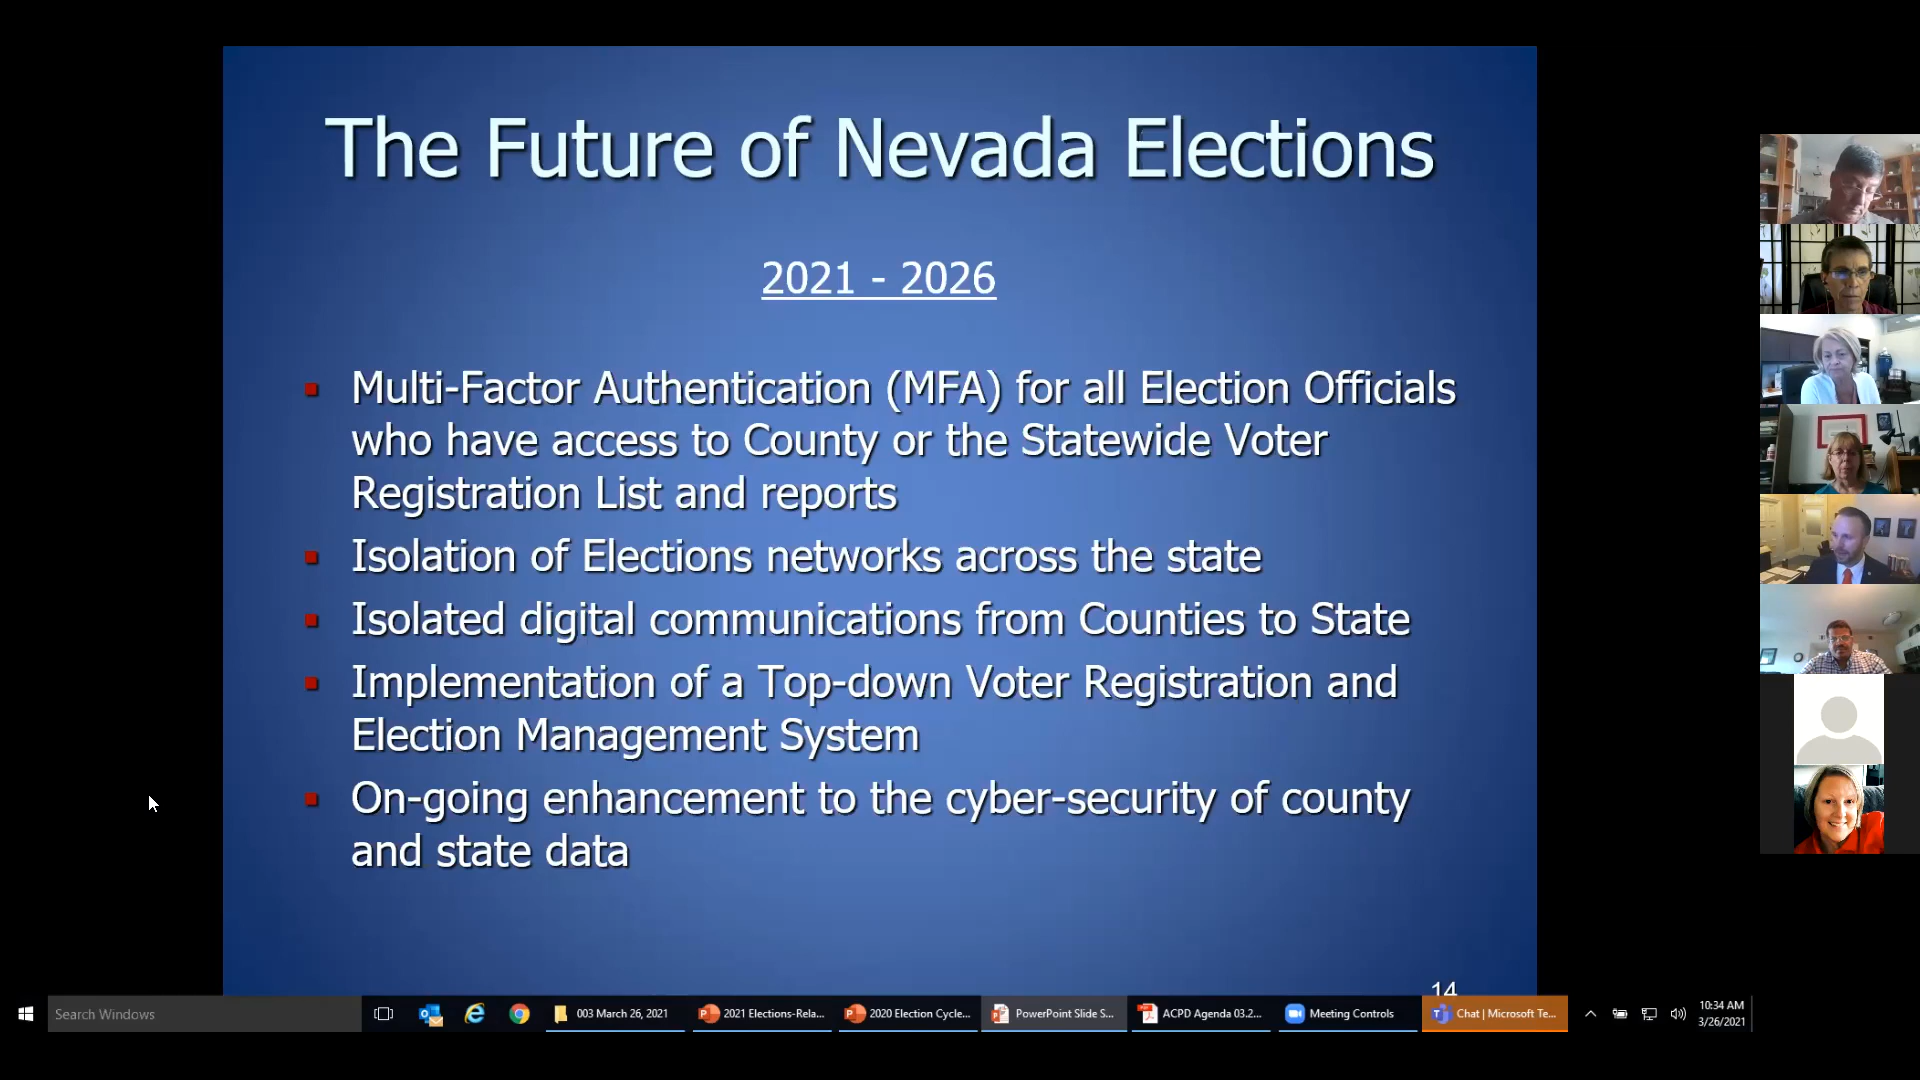 The Future of Nevada Elections
2021 - 2026
Multi-Factor Authentication (MFA) for all Election Officials
who have access to County or the Statewide Voter
Registration List and reports
Isolation of Elections networks across the state
Isolated digital communications from Counties to State
Implementation of a Top-down Voter Registration and
Election Management System
On-going enhancement to the cyber-security of county
and state data
14
Search Windows
003 March 26, 2021
2021 Elections-Rela...
2020 Election Cycle...
PowerPoint Slide S...
ACPD Agenda 03.2...
Meeting Controls
Chat | Microsoft Te...
10:34 AM
3/26/2021